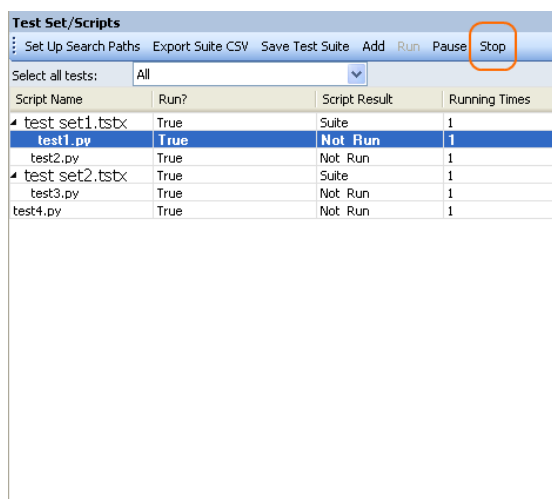 Test Set/Scripts
Set Up Search Paths Export Suite CSV Save Test Suite Add Run Pause Stop
Select all tests: All
Script Name Run? Script Result Running Times
test set1.tstx True Suite 1
test1.py True Not Run 1
test2.py True Not Run 1
test set2.tstx True Suite 1
test3.py True Not Run 1
test4.py True Not Run 1